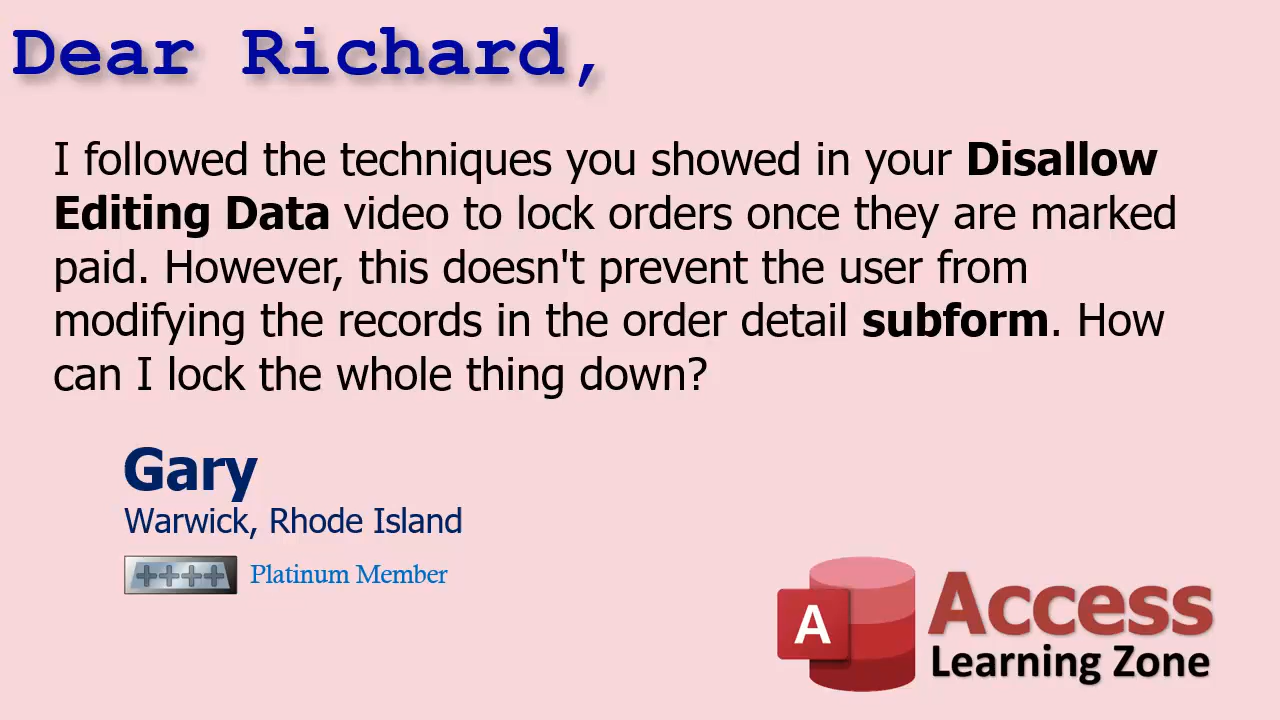 Dear Richard,
I followed the techniques you showed in your Disallow
Editing Data video to lock orders once they are marked
paid. However, this doesn't prevent the user from
modifying the records in the order detail subform. How
can I lock the whole thing down?
Gary
Warwick, Rhode Island
++++ Platinum Member
A Access
Learning Zone